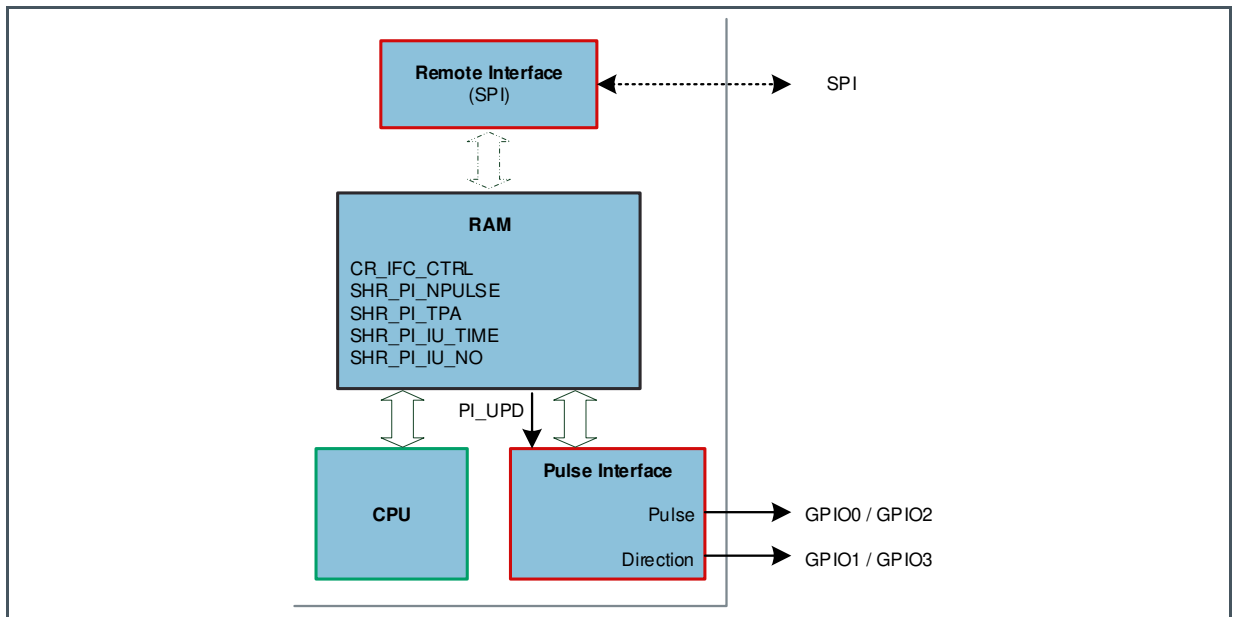 Remote Interface
(SPI)
SPI
RAM
CR_IFC_CTRL
SHR_PI_NPULSE
SHR_PI_TPA
SHR_PI_IU_TIME
SHR_PI_IU_NO
PI_UPD
CPU
Pulse Interface
Pulse
GPIO0 / GPIO2
Direction
GPIO1 / GPIO3